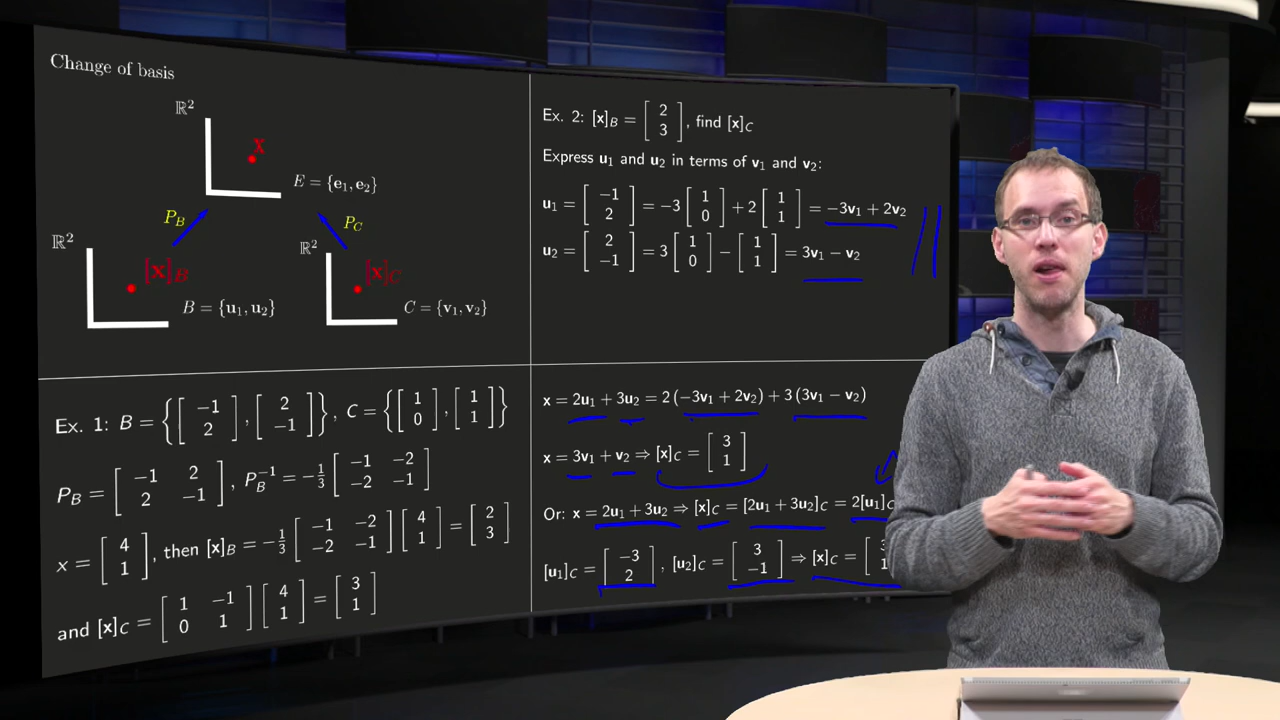 Change of basis
ℝ²
x
E = {e₁, e₂}
P_B
P_C
ℝ²
[x]_B
B = {u₁, u₂}
ℝ²
[x]_C
C = {v₁, v₂}
Ex. 1: B = {[−1; 2], [2; −1]}, C = {[1; 0], [1; 1]}
P_B = [−1 2; 2 −1], P_B⁻¹ = −⅓ [−1 −2; −2 −1]
x = [4; 1], then [x]_B = −⅓ [−1 −2; −2 −1] [4; 1] = [2; 3]
and [x]_C = [1 −1; 0 1] [4; 1] = [3; 1]
Ex. 2: [x]_B = [2; 3], find [x]_C
Express u₁ and u₂ in terms of v₁ and v₂:
u₁ = [−1; 2] = −3 [1; 0] + 2 [1; 1] = −3v₁ + 2v₂
u₂ = [2; −1] = 3 [1; 0] − [1; 1] = 3v₁ − v₂
x = 2u₁ + 3u₂ = 2 (−3v₁ + 2v₂) + 3 (3v₁ − v₂)
x = 3v₁ + v₂ ⇒ [x]_C = [3; 1]
Or: x = 2u₁ + 3u₂ ⇒ [x]_C = [2u₁ + 3u₂]_C = 2[u₁]_C
[u₁]_C = [−3; 2], [u₂]_C = [3; −1] ⇒ [x]_C = [3; 1